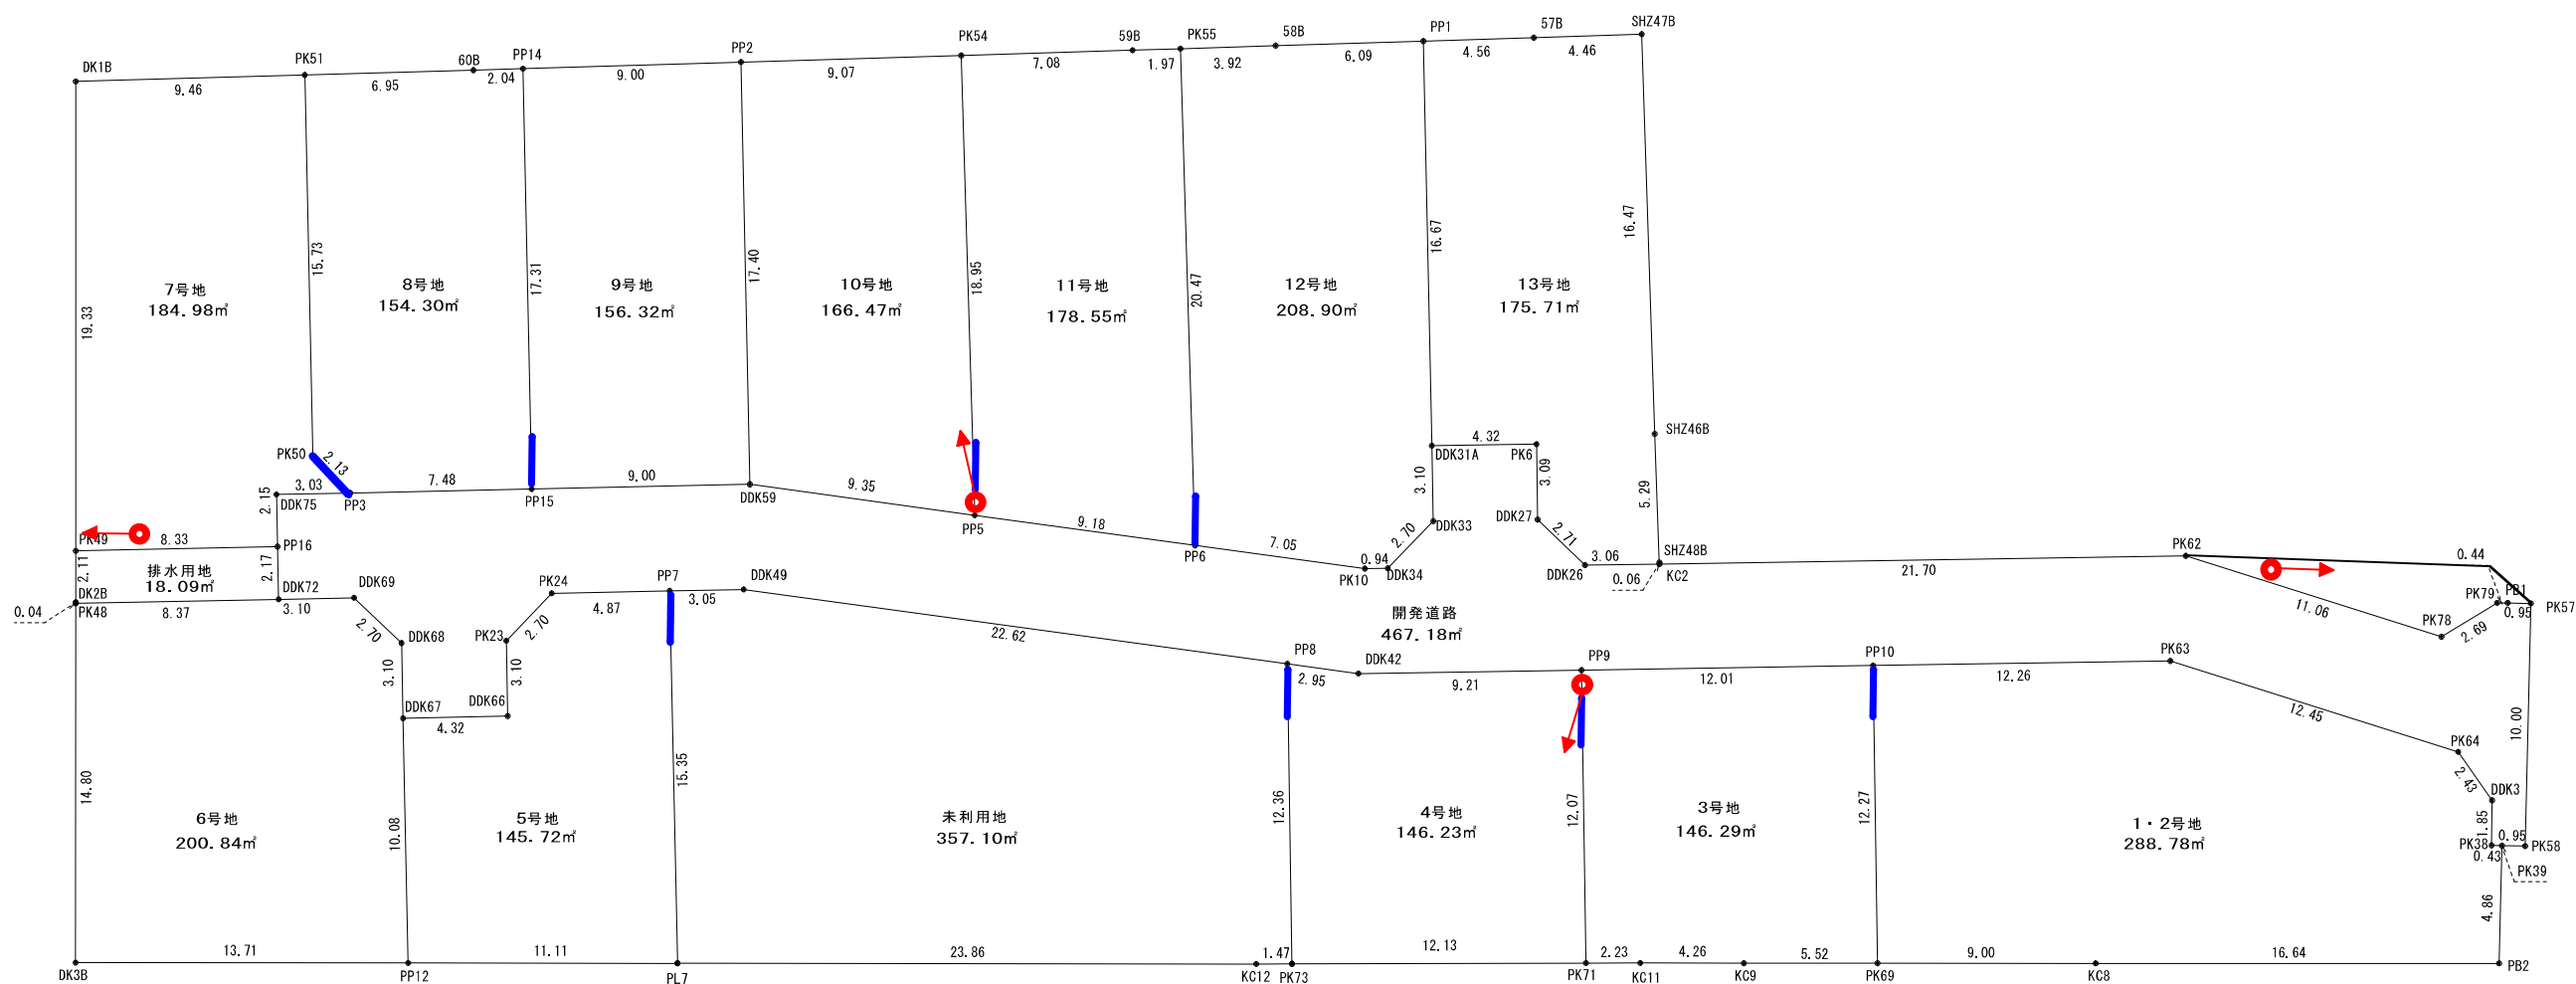 DK1B
PK51
60B
PP14
PP2
PK54
59B
PK55
58B
PP1
57B
SHZ47B
9.46
6.95
2.04
9.00
9.07
7.08
1.97
3.92
6.09
4.56
4.46
19.33
15.73
17.31
17.40
18.95
20.47
16.67
16.47
7号地
184.98㎡
8号地
154.30㎡
9号地
156.32㎡
10号地
166.47㎡
11号地
178.55㎡
12号地
208.90㎡
13号地
175.71㎡
PK50
2.13
3.03
7.48
9.00
9.35
9.18
7.05
0.94
2.15
DDK75
PP3
PP15
DDK59
PP5
PP6
PK10
DDK34
2.70
DDK33
3.10
DDK31A
4.32
PK6
3.09
DDK27
2.71
DDK26
3.06
0.06
5.29
SHZ46B
SHZ48B
KC2
21.70
PK62
0.44
11.06
PK78
2.69
PK79
PB1
0.95
PK57
PK49
8.33
PP16
2.11
2.17
排水用地
18.09㎡
DK2B
PK48
0.04
8.37
DDK72
3.10
DDK69
2.70
DDK68
3.10
DDK67
4.32
DDK66
3.10
PK23
2.70
PK24
4.87
PP7
3.05
DDK49
22.62
開発道路
467.18㎡
PP8
2.95
DDK42
9.21
PP9
12.01
PP10
12.26
PK63
12.45
PK64
2.43
DDK3
1.85
10.00
PK38
0.43
0.95
PK58
PK39
4.86
14.80
10.08
15.35
12.36
12.07
12.27
6号地
200.84㎡
5号地
145.72㎡
未利用地
357.10㎡
4号地
146.23㎡
3号地
146.29㎡
1・2号地
288.78㎡
13.71
11.11
23.86
1.47
12.13
2.23
4.26
5.52
9.00
16.64
DK3B
PP12
PL7
KC12
PK73
PK71
KC11
KC9
PK69
KC8
PB2